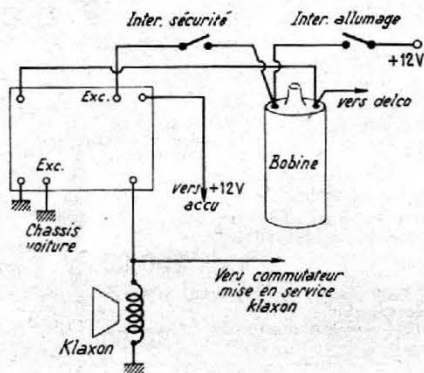 Inter. sécurité
Inter. allumage
+12V
Exc.
vers delco
Bobine
Exc.
vers +12V
accu
Chassis
voiture
Vers commutateur
mise en service
klaxon
Klaxon